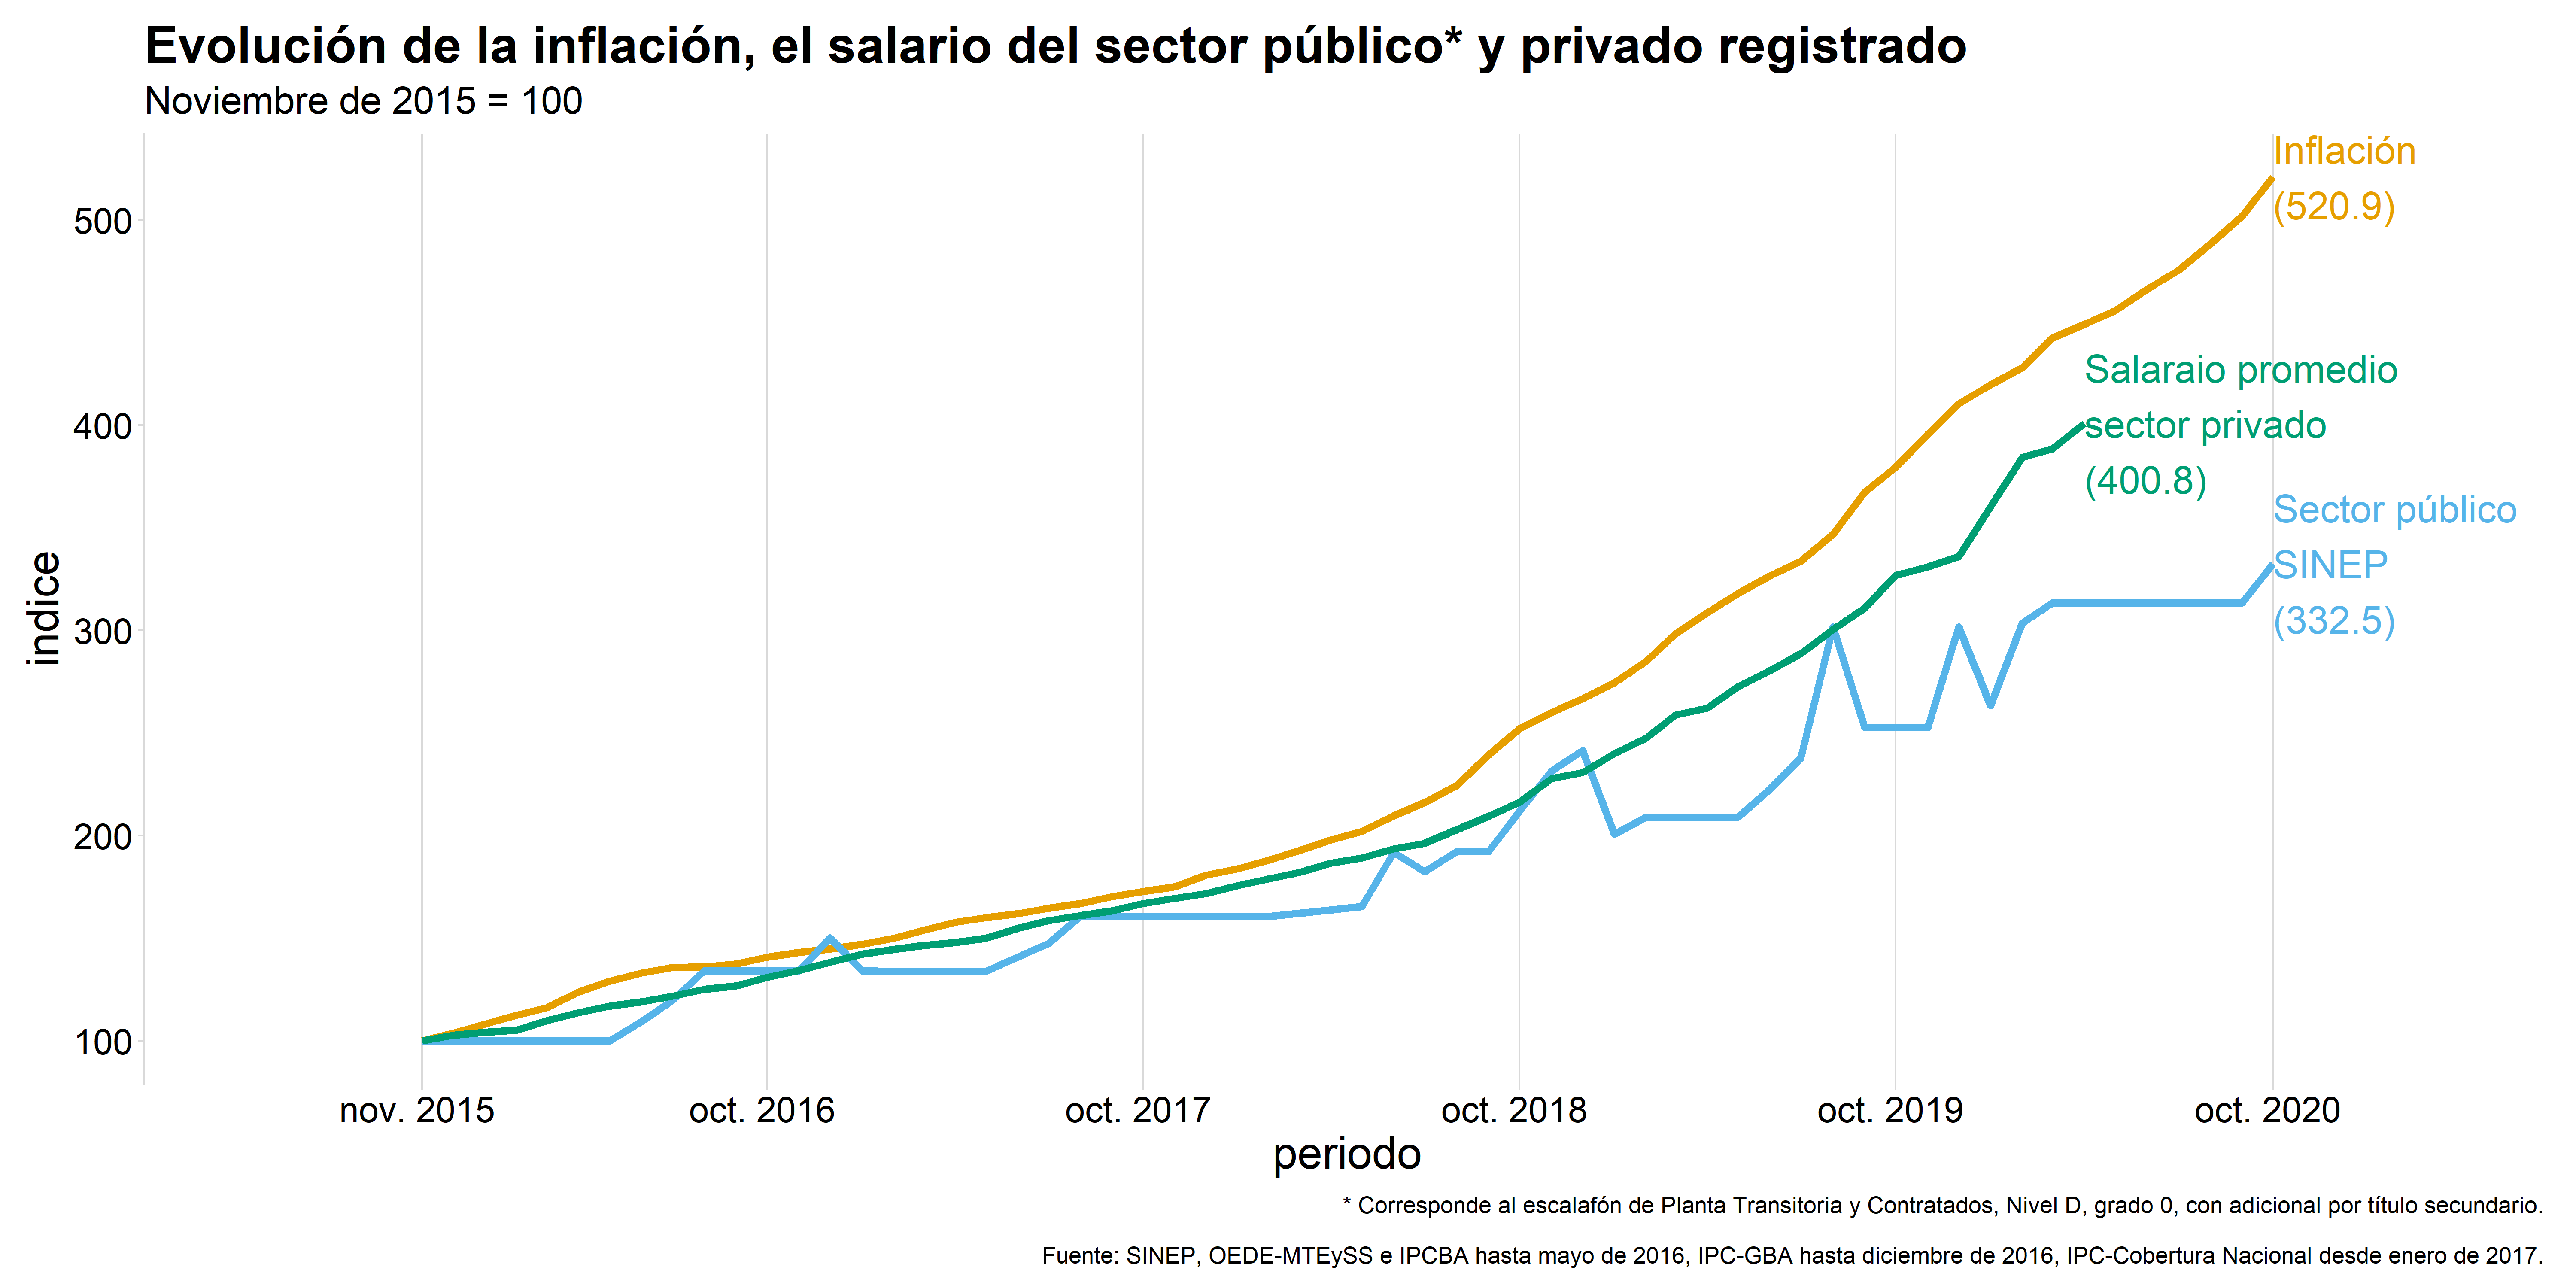 Evolución de la inflación, el salario del sector público* y privado registrado
Noviembre de 2015 = 100
Inflación
(520.9)
Salaraio promedio
sector privado
(400.8)
Sector público
SINEP
(332.5)
500
400
300
200
100
indice
nov. 2015
oct. 2016
oct. 2017
oct. 2018
oct. 2019
oct. 2020
periodo
* Corresponde al escalafón de Planta Transitoria y Contratados, Nivel D, grado 0, con adicional por título secundario.
Fuente: SINEP, OEDE-MTEySS e IPCBA hasta mayo de 2016, IPC-GBA hasta diciembre de 2016, IPC-Cobertura Nacional desde enero de 2017.